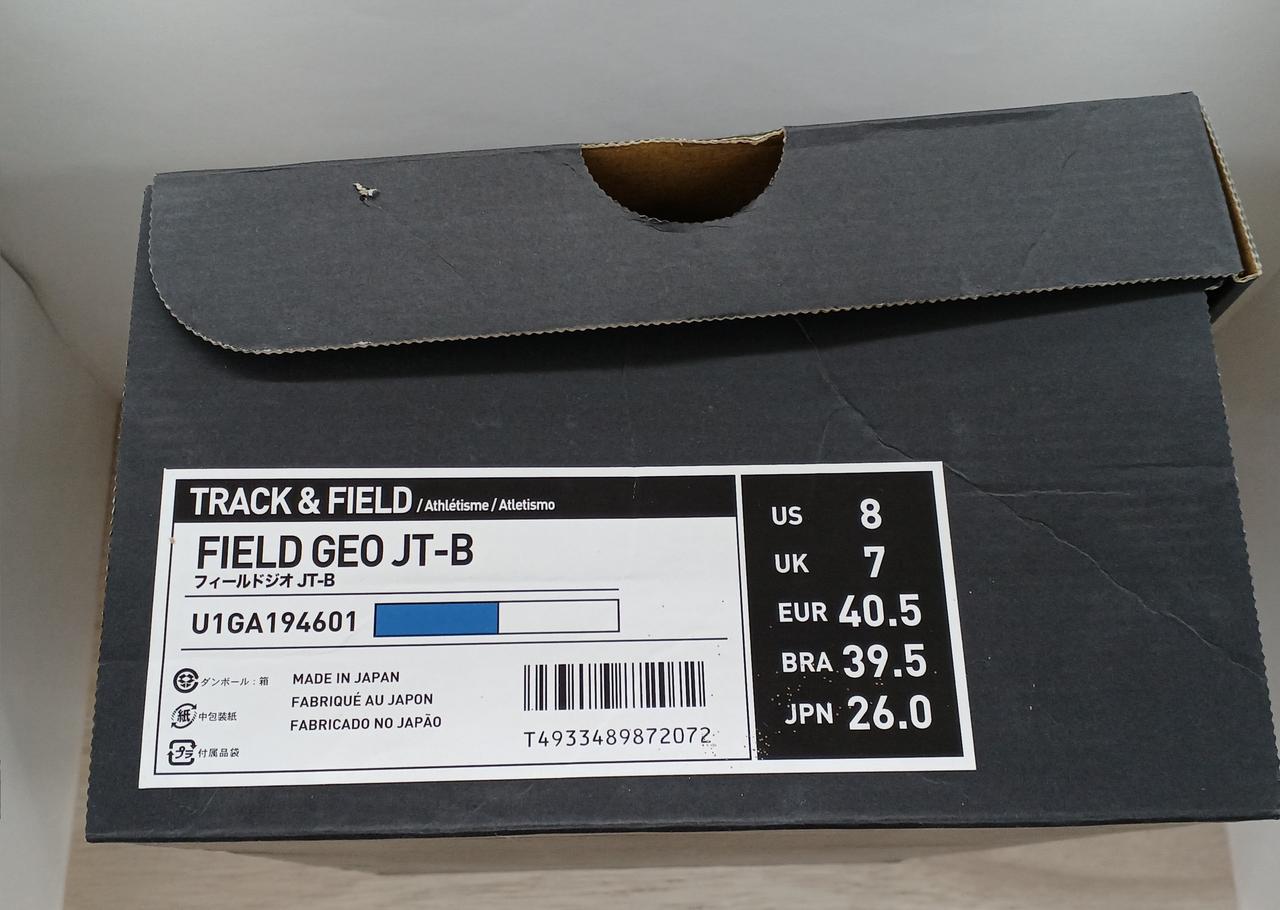 TRACK & FIELD / Athlétisme / Atletismo
FIELD GEO JT-B
フィールドジオ JT-B
U1GA194601
ダンボール：箱
紙 中包装紙
プラ 付属品袋
MADE IN JAPAN
FABRIQUÉ AU JAPON
FABRICADO NO JAPÃO
T4933489872072
US 8
UK 7
EUR 40.5
BRA 39.5
JPN 26.0